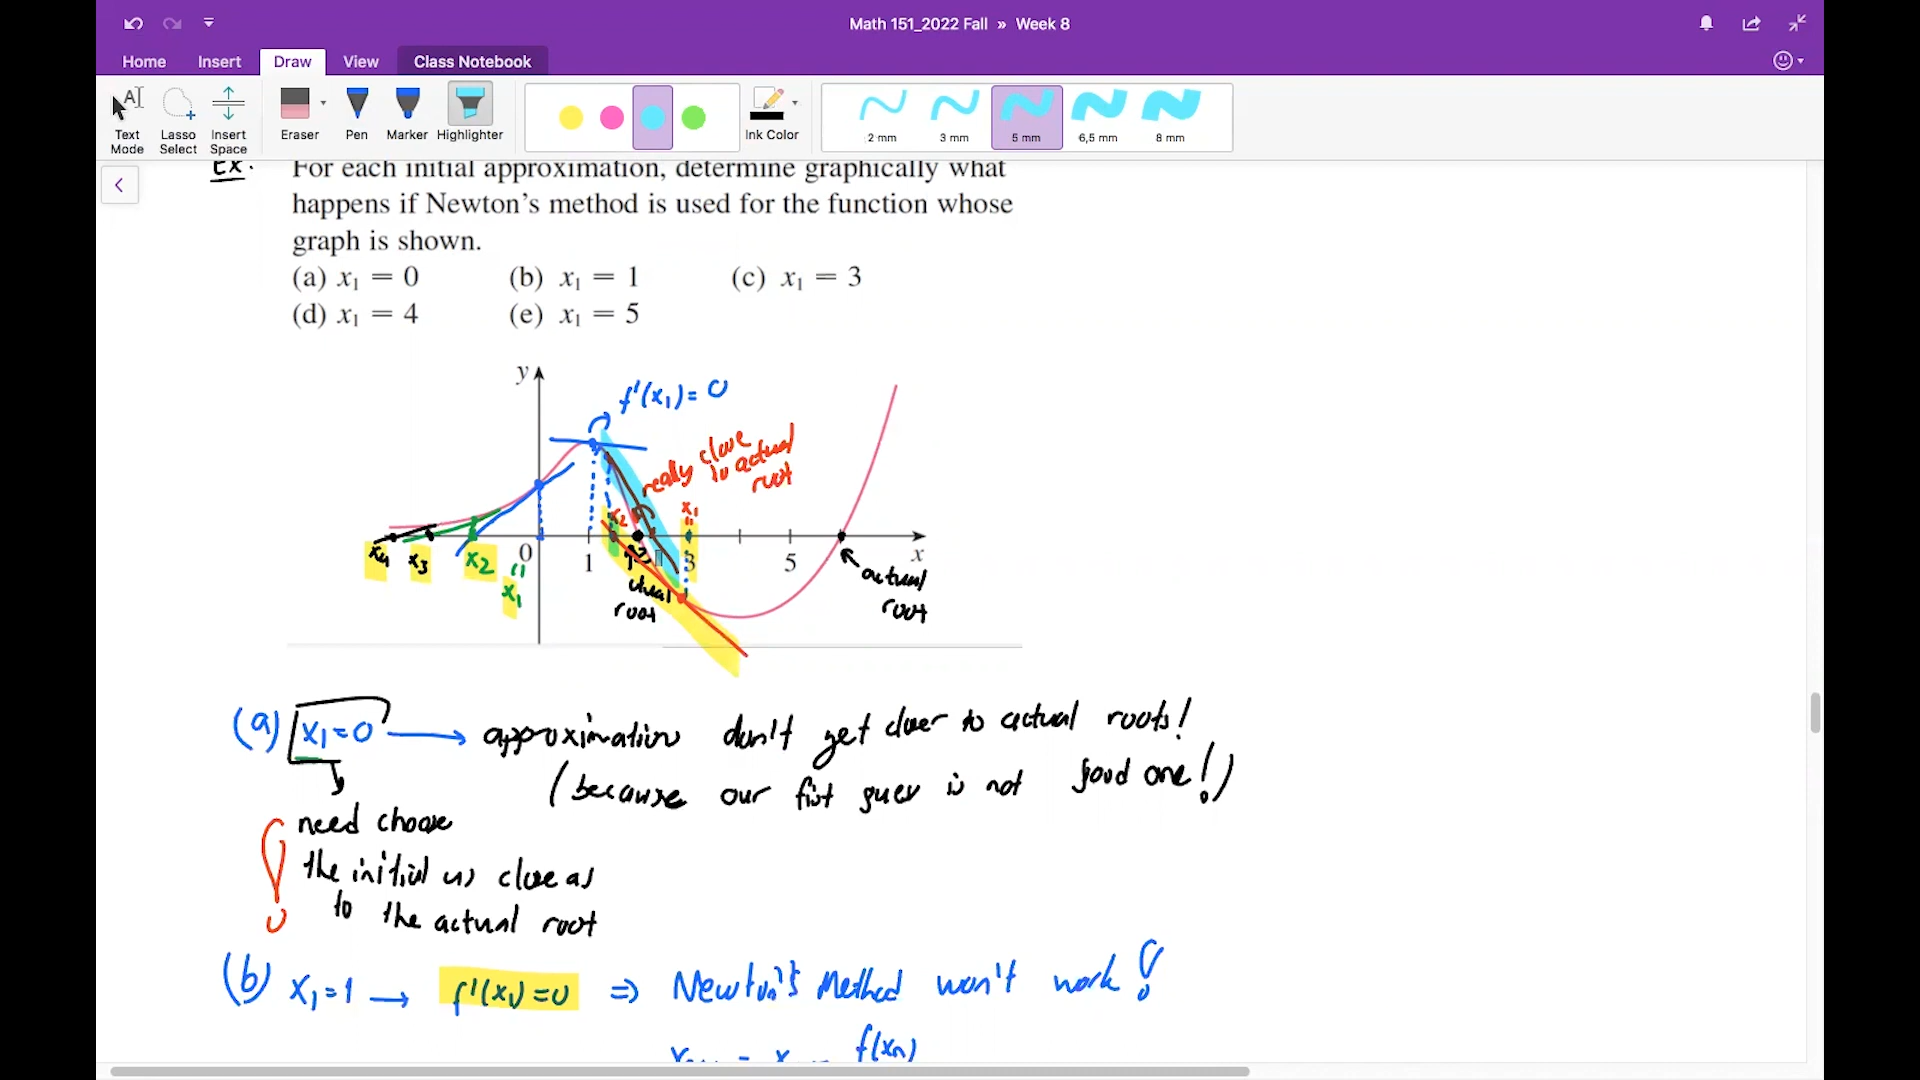 Math 151_2022 Fall » Week 8
Home Insert Draw View Class Notebook
Text Mode
Lasso Select
Insert Space
Eraser
Pen
Marker
Highlighter
Ink Color
2 mm
3 mm
5 mm
6,5 mm
8 mm
Ex. For each initial approximation, determine graphically what
happens if Newton's method is used for the function whose
graph is shown.
(a) x₁ = 0 (b) x₁ = 1 (c) x₁ = 3
(d) x₁ = 4 (e) x₁ = 5
y
f'(x₁) = 0
really close
to actual
root
x₂ x₁
"
x₄ x₃ x₂ 0 1 3 5 x
"
x₁
root
actual
root
(a) x₁=0 → approximation don't get closer to actual roots!
(because our fist guess is not good one!)
need choose
the initial as close as
to the actual root
(b) x₁=1 → f'(x₁)=0 ⇒ Newton's Method won't work!
f(xₙ)